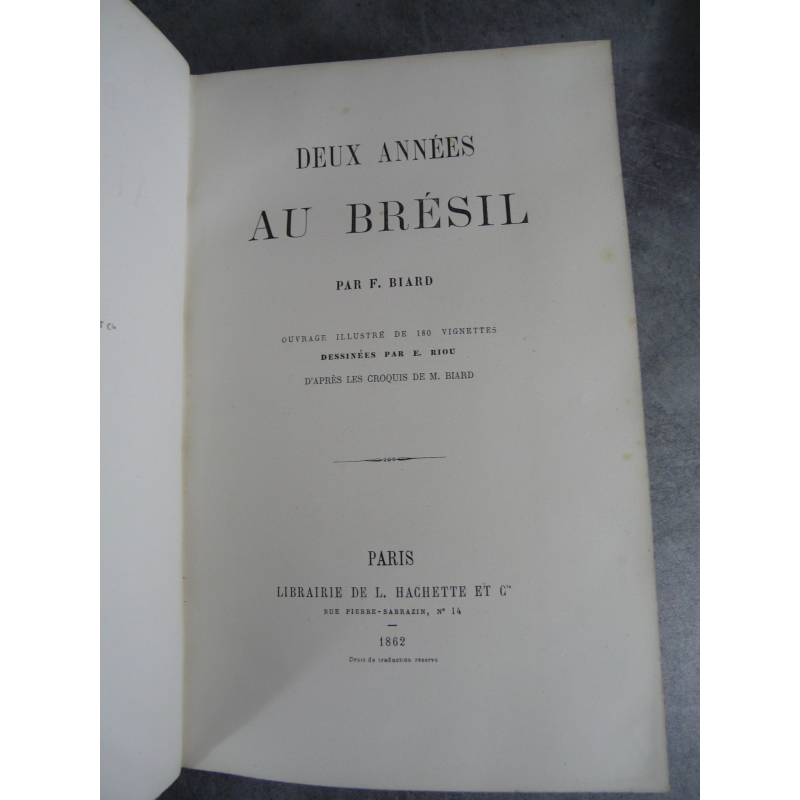 DEUX ANNÉES
AU BRÉSIL
PAR F. BIARD
OUVRAGE ILLUSTRÉ DE 180 VIGNETTES
DESSINÉES PAR E. RIOU
D'APRÈS LES CROQUIS DE M. BIARD
PARIS
LIBRAIRIE DE L. HACHETTE ET Cie
RUE PIERRE-SARRAZIN, N° 14
1862
Droit de traduction réservé